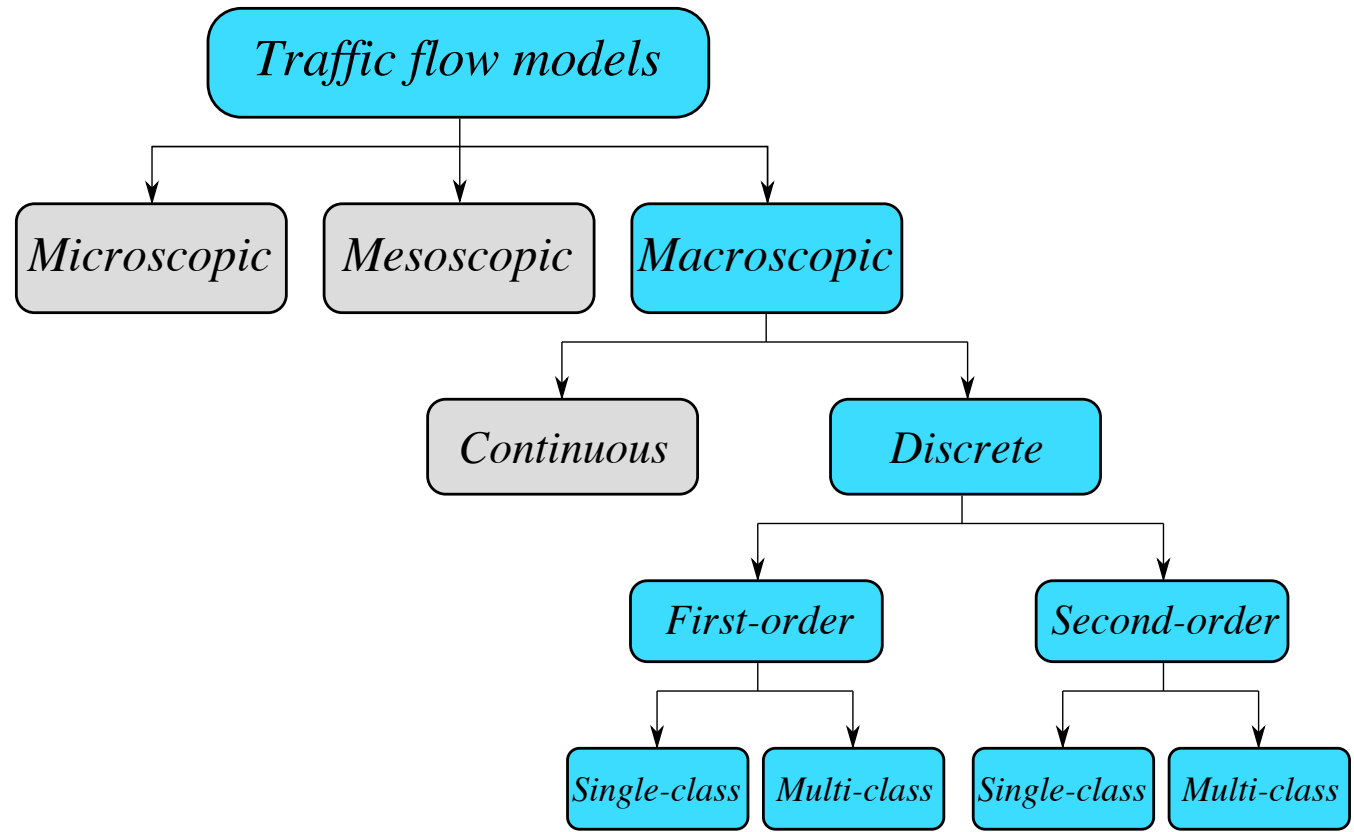 Traffic flow models
Microscopic
Mesoscopic
Macroscopic
Continuous
Discrete
First-order
Second-order
Single-class
Multi-class
Single-class
Multi-class